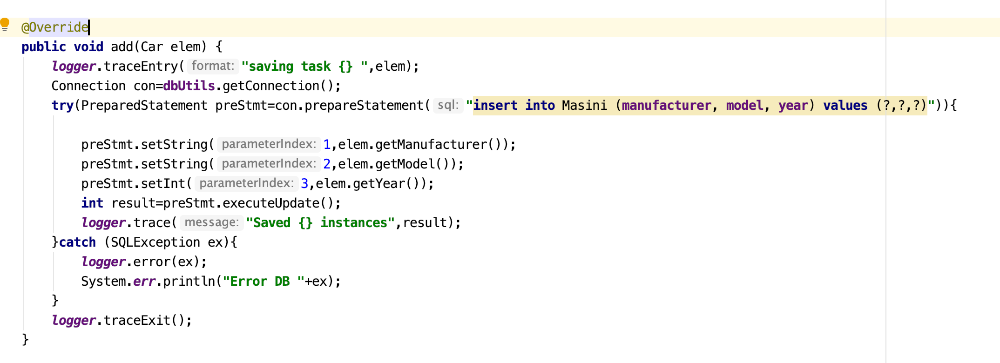 @Override
public void add(Car elem) {
logger.traceEntry( format: "saving task {} ",elem);
Connection con=dbUtils.getConnection();
try(PreparedStatement preStmt=con.prepareStatement( sql: "insert into Masini (manufacturer, model, year) values (?,?,?)")){
preStmt.setString( parameterIndex: 1,elem.getManufacturer());
preStmt.setString( parameterIndex: 2,elem.getModel());
preStmt.setInt( parameterIndex: 3,elem.getYear());
int result=preStmt.executeUpdate();
logger.trace( message: "Saved {} instances",result);
}catch (SQLException ex){
logger.error(ex);
System.err.println("Error DB "+ex);
}
logger.traceExit();
}